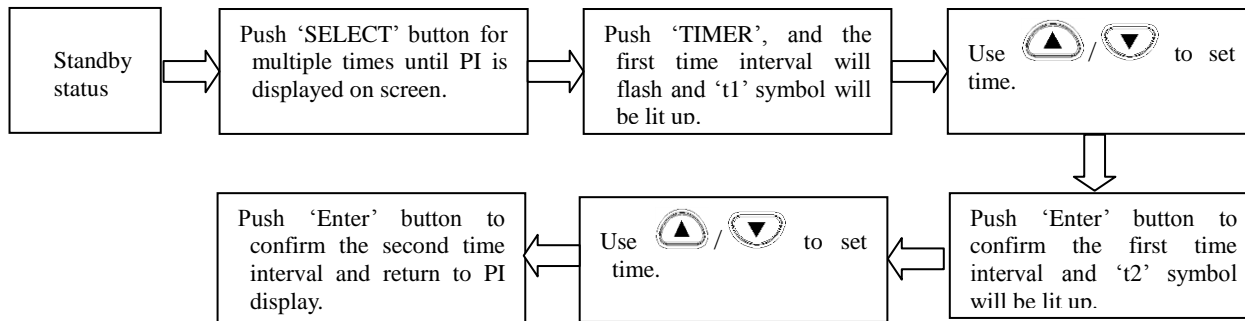 Standby
status
Push ‘SELECT’ button for
multiple times until PI is
displayed on screen.
Push ‘TIMER’, and the
first time interval will
flash and ‘t1’ symbol will
be lit up.
Use ▲ / ▼ to set
time.
Push ‘Enter’ button to
confirm the first time
interval and ‘t2’ symbol
will be lit up.
Use ▲ / ▼ to set
time.
Push ‘Enter’ button to
confirm the second time
interval and return to PI
display.